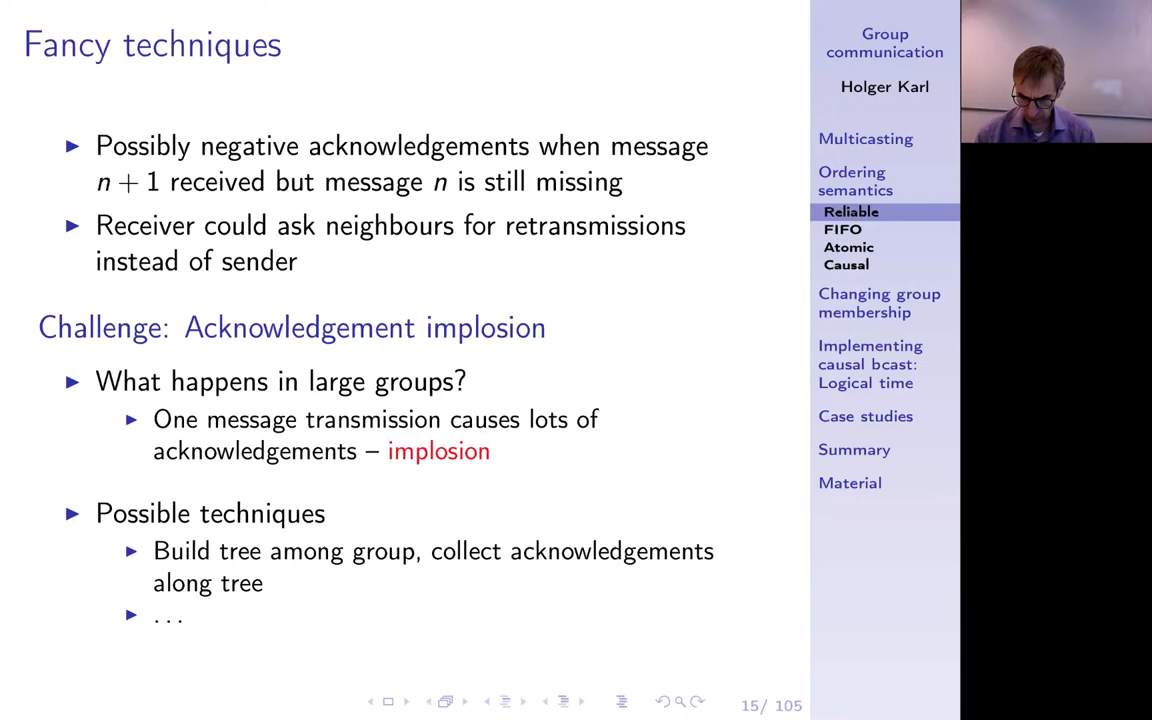 Fancy techniques
Possibly negative acknowledgements when message
n + 1 received but message n is still missing
Receiver could ask neighbours for retransmissions
instead of sender
Challenge: Acknowledgement implosion
What happens in large groups?
One message transmission causes lots of
acknowledgements – implosion
Possible techniques
Build tree among group, collect acknowledgements
along tree
...
15/ 105
Group
communication
Holger Karl
Multicasting
Ordering
semantics
Reliable
FIFO
Atomic
Causal
Changing group
membership
Implementing
causal bcast:
Logical time
Case studies
Summary
Material